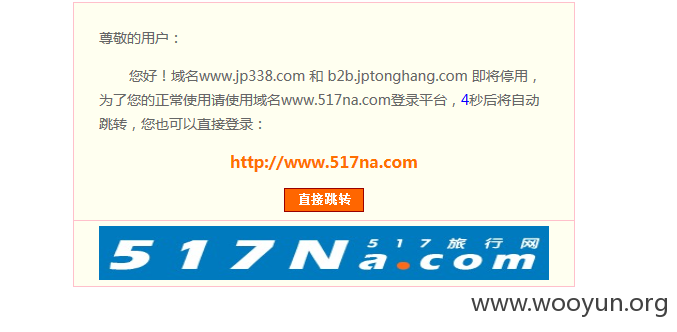 尊敬的用户：
您好！域名www.jp338.com 和 b2b.jptonghang.com 即将停用，
为了您的正常使用请使用域名www.517na.com登录平台，4秒后将自动
跳转，您也可以直接登录：
http://www.517na.com
直接跳转
517Na.com 517旅行网
www.wooyun.org